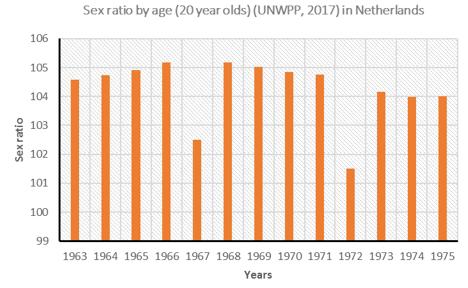 Sex ratio by age (20 year olds) (UNWPP, 2017) in Netherlands
106
105
104
103
102
101
100
99
Sex ratio
1963 1964 1965 1966 1967 1968 1969 1970 1971 1972 1973 1974 1975
Years